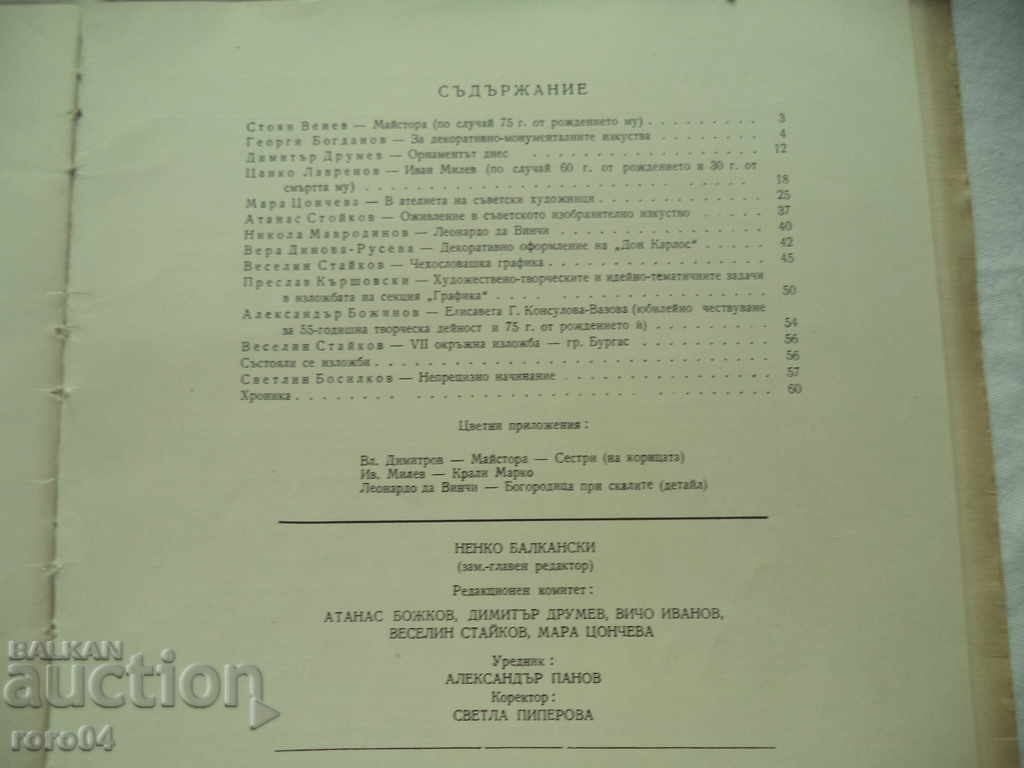 СЪДЪРЖАНИЕ
Стоян Венев — Майстора (по случай 75 г. от рождението му) . . . . . . . . . 3
Георги Богданов — За декоративно-монументалните изкуства . . . . . . . . 4
Димитър Друмев — Орнаментът днес . . . . . . . . . . . . . . 12
Цанко Лавренов — Иван Милев (по случай 60 г. от рождението и 30 г. от
смъртта му) . . . . . . . . . . . . . . . . . . . . . . 18
Мара Цончева — В ателиета на съветски художници . . . . . . . . . . . 25
Атанас Стойков — Оживление в съветското изобразително изкуство . . . . . 37
Никола Мавродинов — Леонардо да Винчи . . . . . . . . . . . . . 40
Вера Динова-Русева — Декоративно оформление на „Дон Карлос“ . . . . . 42
Веселин Стайков — Чехословашка графика . . . . . . . . . . . . . . 45
Преслав Кършовски — Художествено-творческите и идейно-тематичните задачи
в изложбата на секция „Графика“ . . . . . . . . . . . . . . . . 50
Александър Божинов — Елисавета Г. Консулова-Вазова (юбилейно чествуване
за 55-годишна творческа дейност и 75 г. от рождението ѝ) . . . . . . . 54
Веселин Стайков — VII окръжна изложба — гр. Бургас . . . . . . . . . . 56
Състояли се изложби . . . . . . . . . . . . . . . . . . . . . . . 56
Светлин Босилков — Непрецизно начинание . . . . . . . . . . . . . 57
Хроника . . . . . . . . . . . . . . . . . . . . . . . . . . . . 60
Цветни приложения :
Вл. Димитров — Майстора — Сестри (на корицата)
Ив. Милев — Крали Марко
Леонардо да Винчи — Богородица при скалите (детайл)
НЕНКО БАЛКАНСКИ
(зам.-главен редактор)
Редакционен комитет :
АТАНАС БОЖКОВ, ДИМИТЪР ДРУМЕВ, ВИЧО ИВАНОВ,
ВЕСЕЛИН СТАЙКОВ, МАРА ЦОНЧЕВА
Уредник :
АЛЕКСАНДЪР ПАНОВ
Коректор :
СВЕТЛА ПИПЕРОВА
BALKAN
auction
roro04